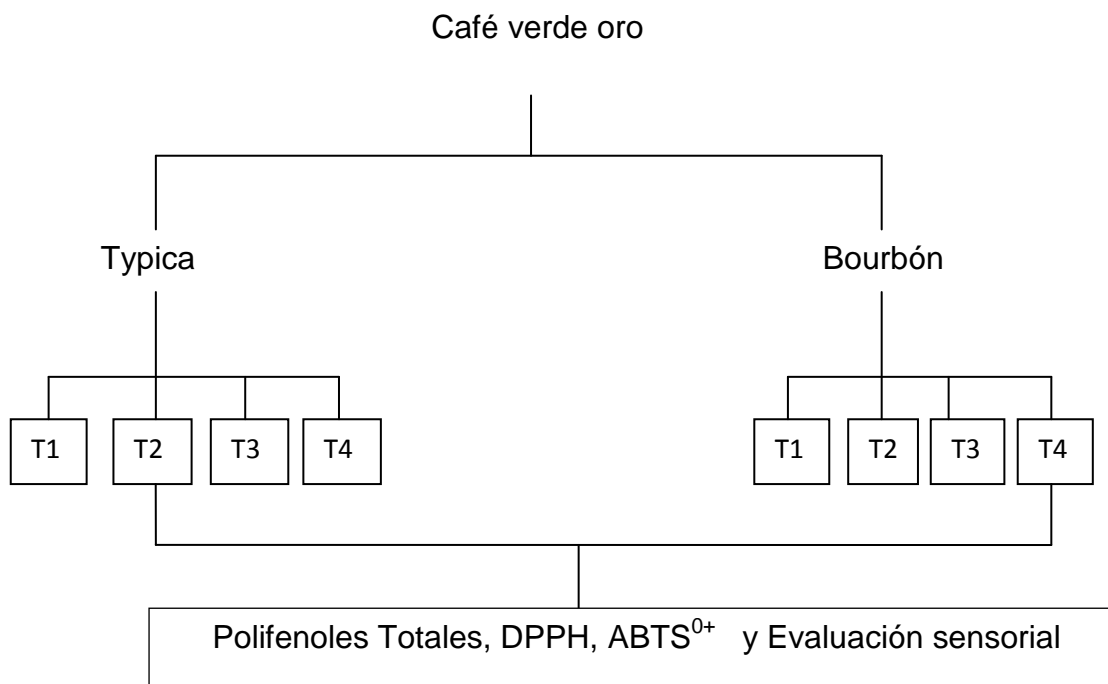 Café verde oro
Typica Bourbón
T1 T2 T3 T4 T1 T2 T3 T4
Polifenoles Totales, DPPH, ABTS⁰⁺ y Evaluación sensorial